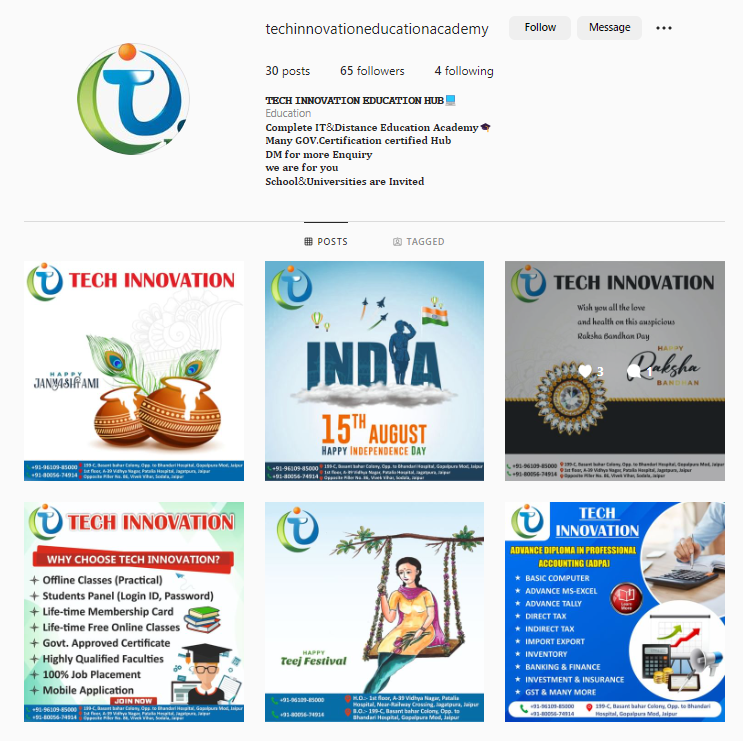 techinnovationeducationacademy Follow Message
30 posts 65 followers 4 following
TECH INNOVATION EDUCATION HUB
Education
Complete IT&Distance Education Academy
Many GOV.Certification certified Hub
DM for more Enquiry
we are for you
School&Universities are Invited
POSTS TAGGED
TECH INNOVATION
HAPPY
JANMASHTAMI
+91-96109-85000
+91-80056-74914
199-C, Basant bahar Colony, Opp. to Bhandari Hospital, Gopalpura Mod, Jaipur
1st floor, A-39 Vidhya Nagar, Patalia Hospital, Jagatpura, Jaipur
Opposite Piller No. 86, Vivek Vihar, Sodala, Jaipur
INDIA
15TH AUGUST
HAPPY INDEPENDENCE DAY
+91-96109-85000
+91-80056-74914
199-C, Basant bahar Colony, Opp. to Bhandari Hospital, Gopalpura Mod, Jaipur
1st floor, A-39 Vidhya Nagar, Patalia Hospital, Jagatpura, Jaipur
Opposite Piller No. 86, Vivek Vihar, Sodala, Jaipur
TECH INNOVATION
Wish you all the love
and health on this auspicious
Raksha Bandhan Day
HAPPY
Raksha
BANDHAN
3 1
+91-96109-85000
+91-80056-74914
199-C, Basant bahar Colony, Opp. to Bhandari Hospital, Gopalpura Mod, Jaipur
1st floor, A-39 Vidhya Nagar, Patalia Hospital, Jagatpura, Jaipur
Opposite Piller No. 86, Vivek Vihar, Sodala, Jaipur
TECH INNOVATION
WHY CHOOSE TECH INNOVATION?
Offline Classes (Practical)
Students Panel (Login ID, Password)
Life-time Membership Card
Life-time Free Online Classes
Govt. Approved Certificate
Highly Qualified Faculties
100% Job Placement
Mobile Application
JOIN NOW
+91-96109-85000
+91-80056-74914
199-C, Basant bahar Colony, Opp. to Bhandari Hospital, Gopalpura Mod, Jaipur
1st floor, A-39 Vidhya Nagar, Patalia Hospital, Jagatpura, Jaipur
Opposite Piller No. 86, Vivek Vihar, Sodala, Jaipur
HAPPY
Teej Festival
+91-96109-85000
+91-80056-74914
H.O.:- 1st floor, A-39 Vidhya Nagar, Patalia
Hospital, Near-Railway Crossing, Jagatpura, Jaipur
B.O.:- 199-C, Basant bahar Colony, Opp. to
Bhandari Hospital, Gopalpura Mod, Jaipur
TECH
INNOVATION
ADVANCE DIPLOMA IN PROFESSIONAL
ACCOUNTING (ADPA)
BASIC COMPUTER
ADVANCE MS-EXCEL
ADVANCE TALLY
DIRECT TAX
INDIRECT TAX
IMPORT EXPORT
INVENTORY
BANKING & FINANCE
INVESTMENT & INSURANCE
GST & MANY MORE
Learn
More
+91-96109-85000
+91-80056-74914
199-C, Basant bahar Colony, Opp. to Bhandari
Hospital, Gopalpura Mod, Jaipur